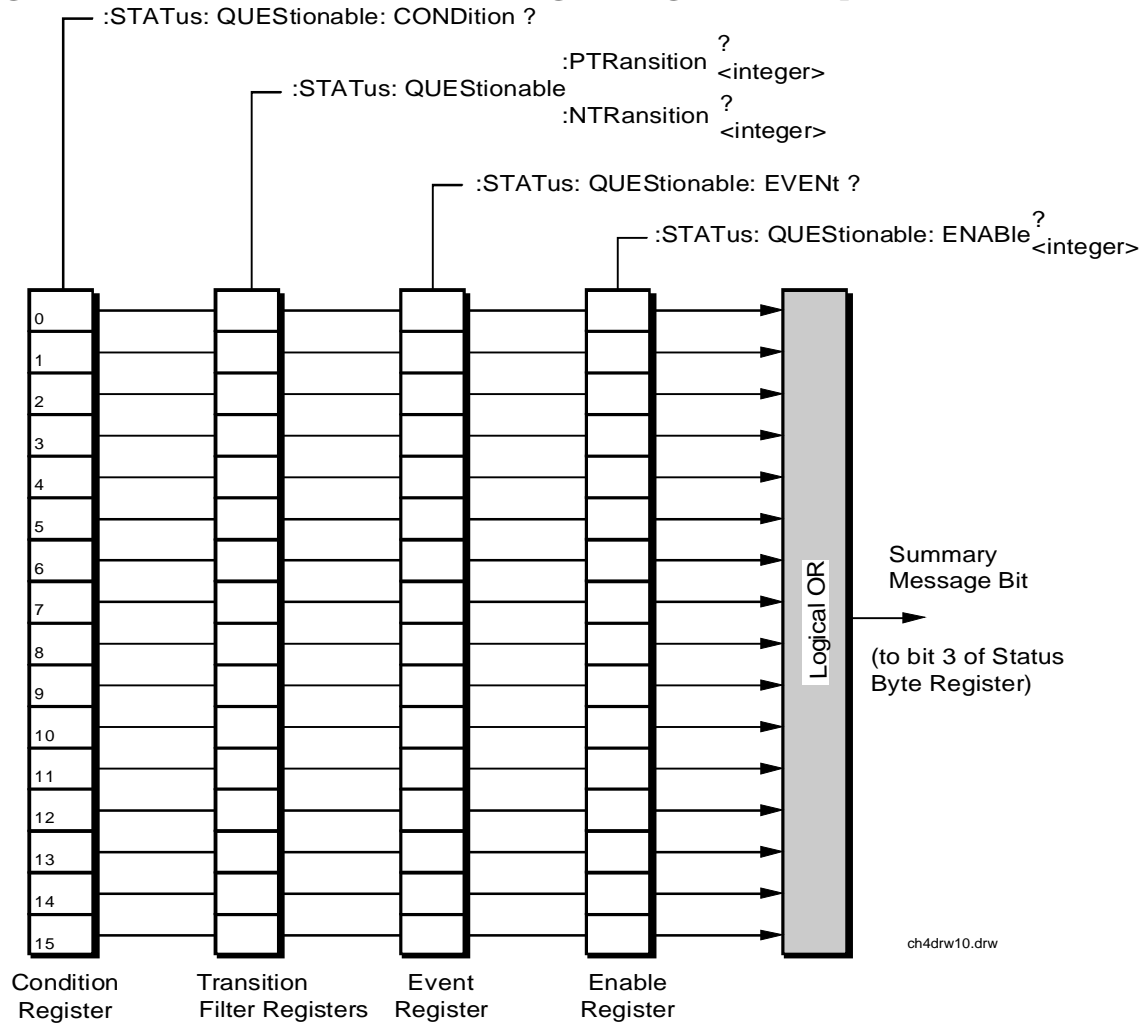 :STATus: QUEStionable: CONDition ?
?
:PTRansition <integer>
:STATus: QUEStionable
?
:NTRansition <integer>
:STATus: QUEStionable: EVENt ?
?
:STATus: QUEStionable: ENABle <integer>
0
1
2
3
4
5
6
7
8
9
10
11
12
13
14
15
Logical OR
Summary
Message Bit
(to bit 3 of Status
Byte Register)
ch4drw10.drw
Condition
Register
Transition
Filter Registers
Event
Register
Enable
Register